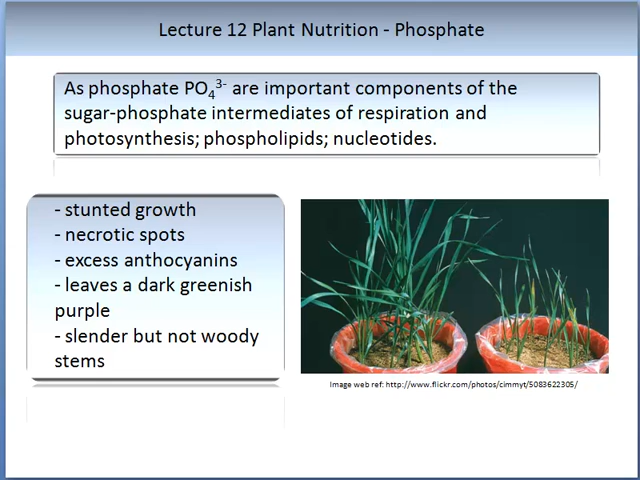 Lecture 12 Plant Nutrition - Phosphate
As phosphate PO₄³⁻ are important components of the
sugar-phosphate intermediates of respiration and
photosynthesis; phospholipids; nucleotides.
- stunted growth
- necrotic spots
- excess anthocyanins
- leaves a dark greenish
purple
- slender but not woody
stems
Image web ref: http://www.flickr.com/photos/cimmyt/5083622305/